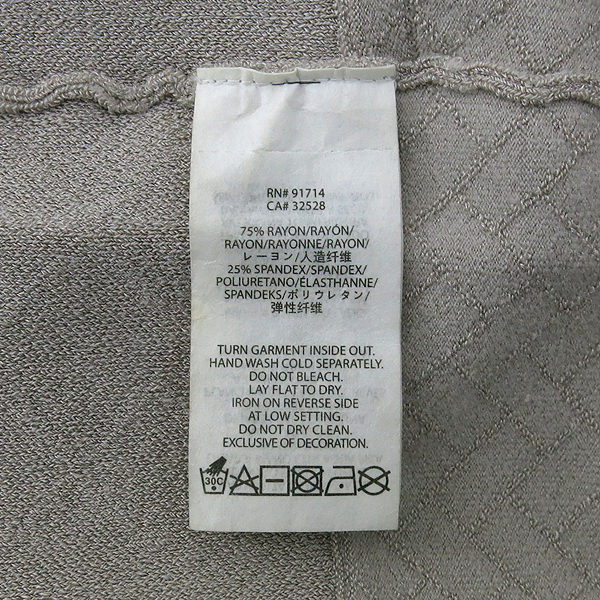 RN# 91714
CA# 32528
75% RAYON/RAYÓN/
RAYON/RAYONNE/RAYON/
レーヨン/人造纤维
25% SPANDEX/SPANDEX/
POLIURETANO/ÉLASTHANNE/
SPANDEKS/ポリウレタン/
弹性纤维
TURN GARMENT INSIDE OUT.
HAND WASH COLD SEPARATELY.
DO NOT BLEACH.
LAY FLAT TO DRY.
IRON ON REVERSE SIDE
AT LOW SETTING.
DO NOT DRY CLEAN.
EXCLUSIVE OF DECORATION.
30C